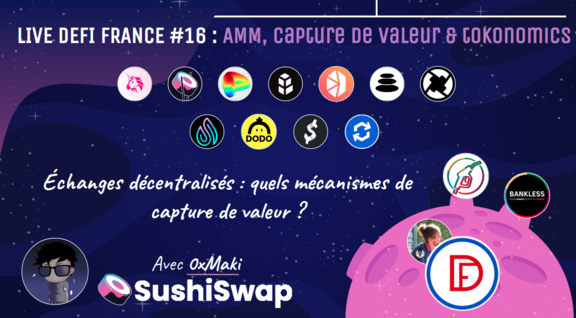 LIVE DEFI FRANCE #16 : AMM, CAPTURE DE VALEUR & TOKONOMICS
DODO
Échanges décentralisés : quels mécanismes de
capture de valeur ?
BANKLESS
Avec 0xMaki
SushiSwap